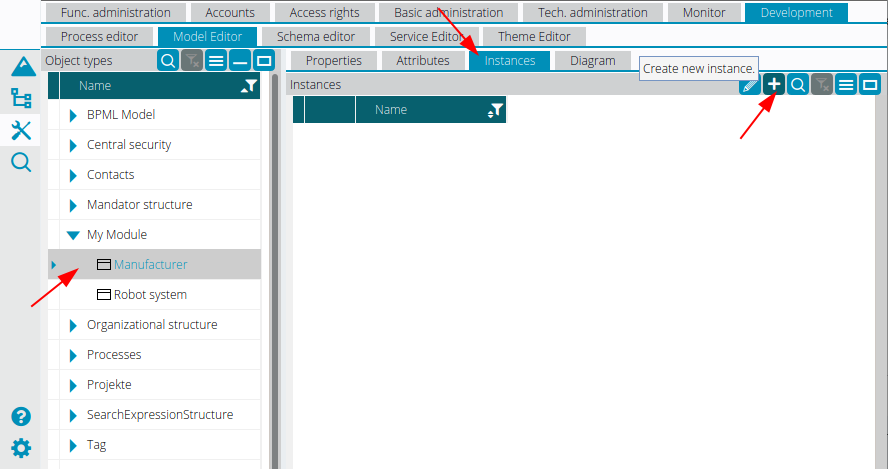 Func. administration Accounts Access rights Basic administration Tech. administration Monitor Development
Process editor Model Editor Schema editor Service Editor Theme Editor
Object types
Properties Attributes Instances Diagram
Create new instance.
Instances
Name
Name
BPML Model
Central security
Contacts
Mandator structure
My Module
Manufacturer
Robot system
Organizational structure
Processes
Projekte
SearchExpressionStructure
Tag